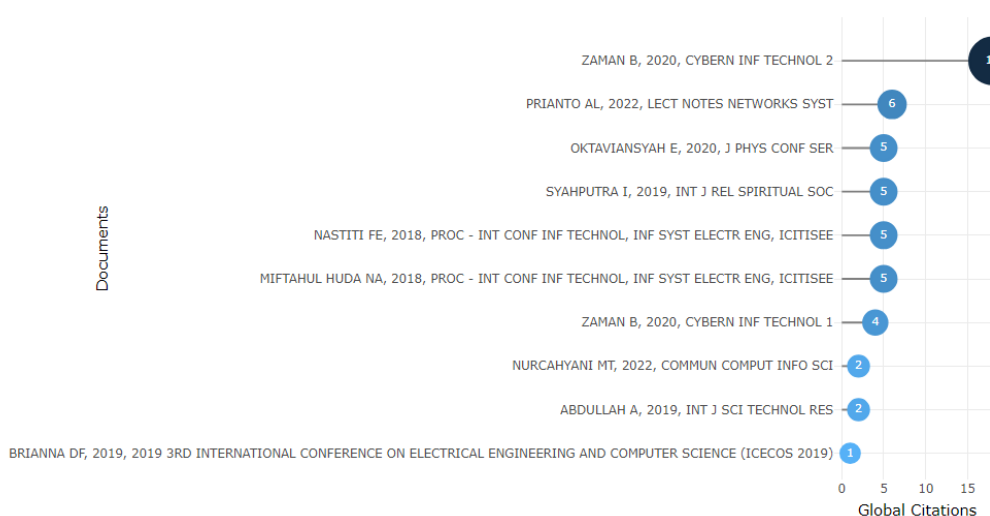 ZAMAN B, 2020, CYBERN INF TECHNOL 2
1
PRIANTO AL, 2022, LECT NOTES NETWORKS SYST
6
OKTAVIANSYAH E, 2020, J PHYS CONF SER
5
SYAHPUTRA I, 2019, INT J REL SPIRITUAL SOC
5
NASTITI FE, 2018, PROC - INT CONF INF TECHNOL, INF SYST ELECTR ENG, ICITISEE
5
MIFTAHUL HUDA NA, 2018, PROC - INT CONF INF TECHNOL, INF SYST ELECTR ENG, ICITISEE
5
ZAMAN B, 2020, CYBERN INF TECHNOL 1
4
NURCAHYANI MT, 2022, COMMUN COMPUT INFO SCI
2
ABDULLAH A, 2019, INT J SCI TECHNOL RES
2
BRIANNA DF, 2019, 2019 3RD INTERNATIONAL CONFERENCE ON ELECTRICAL ENGINEERING AND COMPUTER SCIENCE (ICECOS 2019)
1
Documents
0 5 10 15
Global Citations